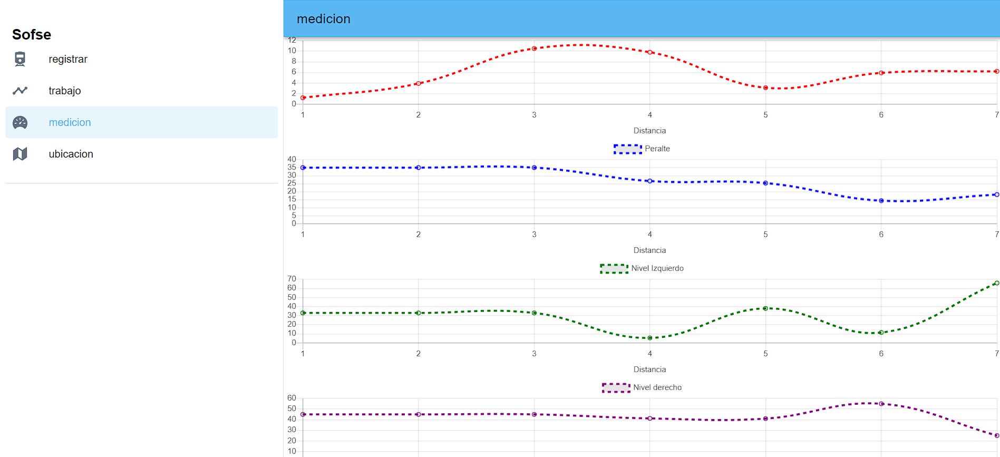 Sofse
registrar
trabajo
medicion
ubicacion
medicion
12
10
8
6
4
2
0
1 2 3 4 5 6 7
Distancia
Peralte
40
35
30
25
20
15
10
5
0
1 2 3 4 5 6 7
Distancia
Nivel Izquierdo
70
60
50
40
30
20
10
0
1 2 3 4 5 6 7
Distancia
Nivel derecho
60
50
40
30
20
10